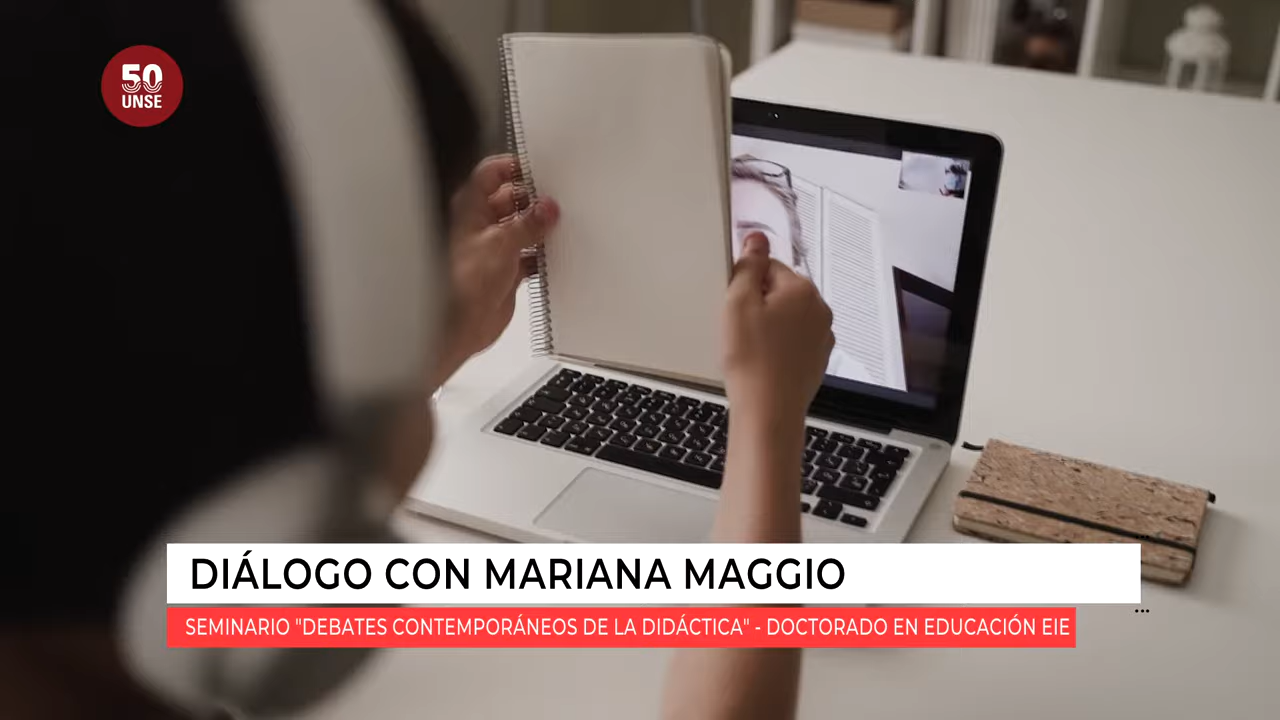 50
UNSE
DIÁLOGO CON MARIANA MAGGIO
SEMINARIO "DEBATES CONTEMPORÁNEOS DE LA DIDÁCTICA" - DOCTORADO EN EDUCACIÓN EIE
...